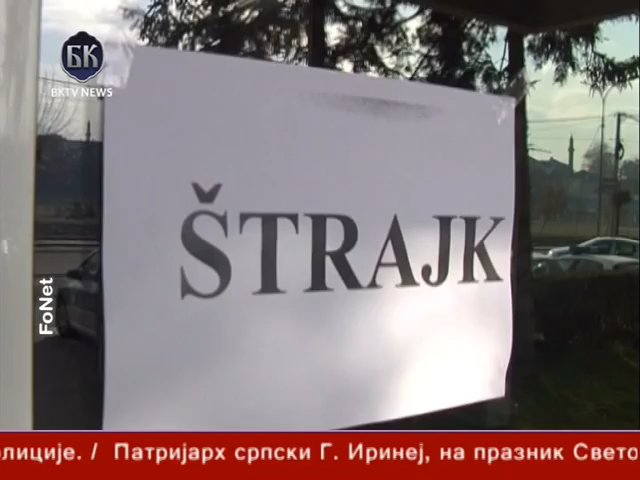 БК
BKTV NEWS
ŠTRAJK
FoNet
лиције. / Патријарх српски Г. Иринеј, на празник Свето